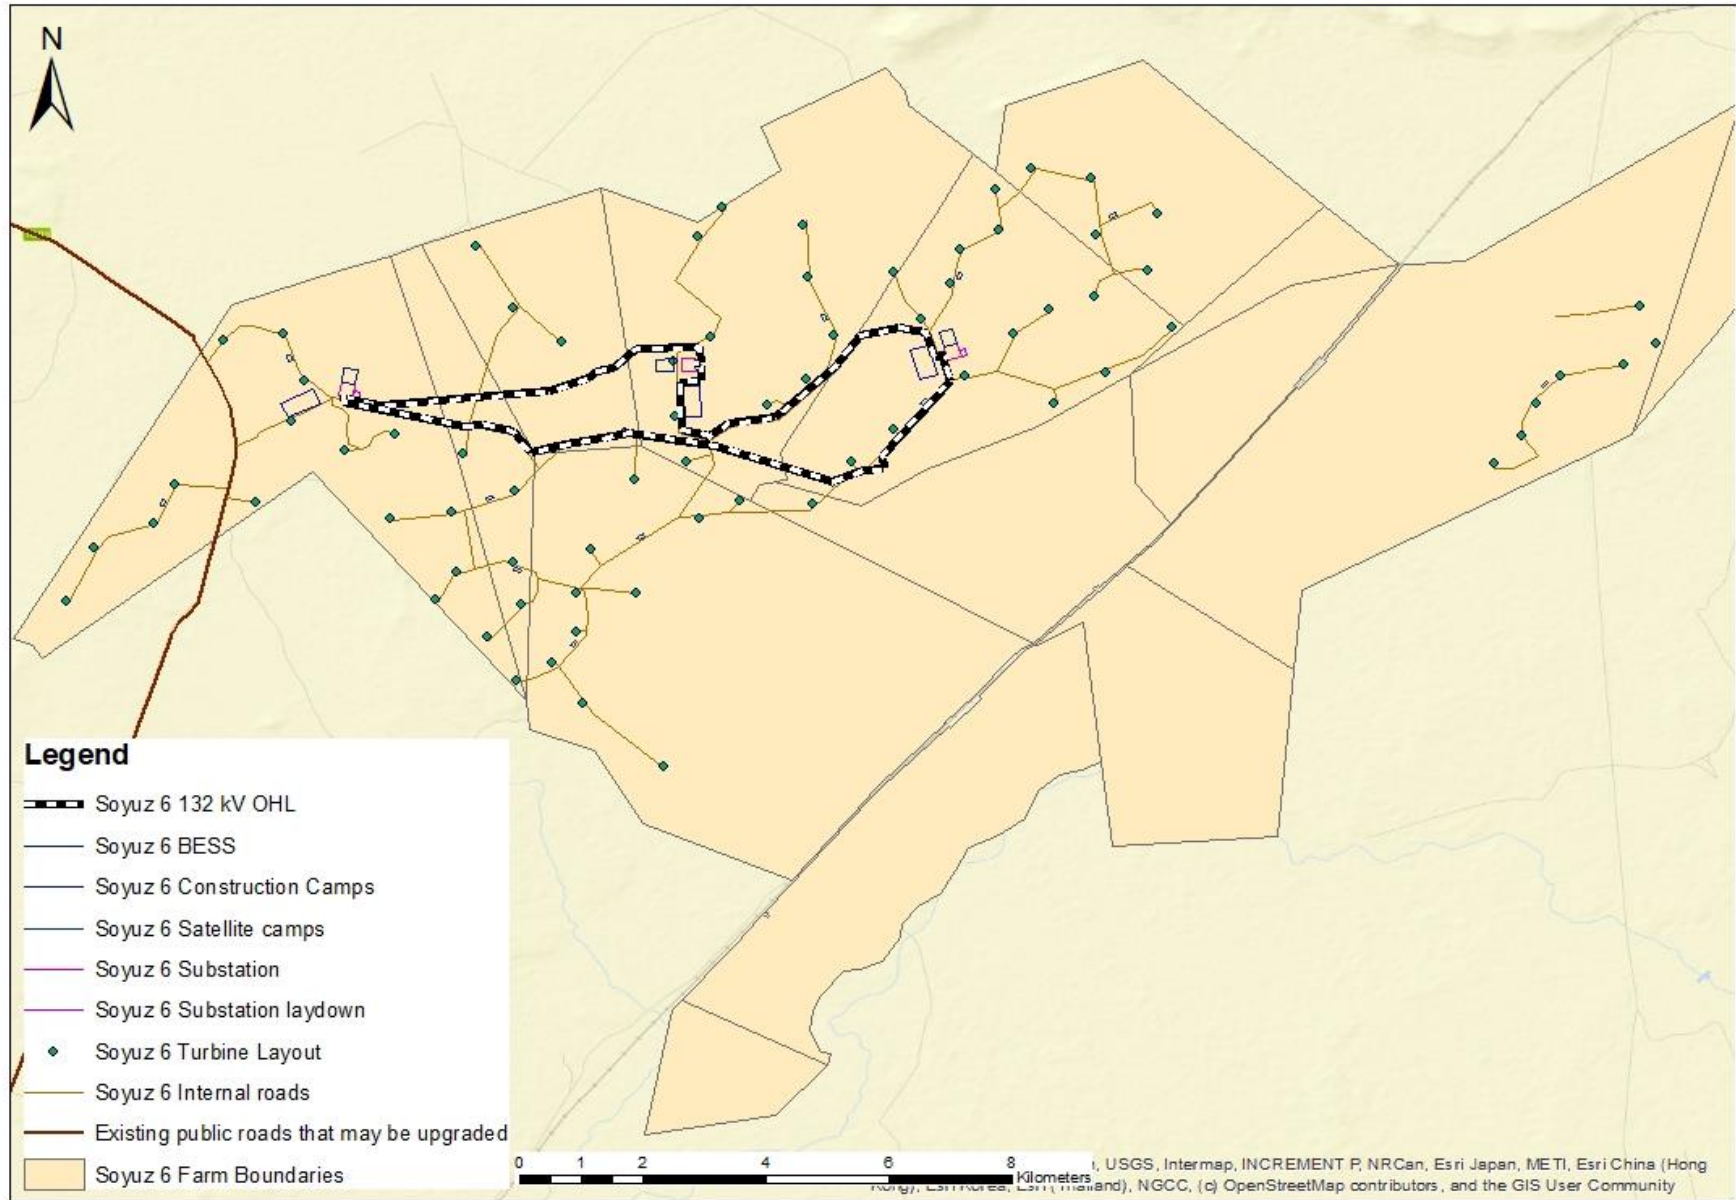 N
Legend
Soyuz 6 132 kV OHL
Soyuz 6 BESS
Soyuz 6 Construction Camps
Soyuz 6 Satellite camps
Soyuz 6 Substation
Soyuz 6 Substation laydown
Soyuz 6 Turbine Layout
Soyuz 6 Internal roads
Existing public roads that may be upgraded
Soyuz 6 Farm Boundaries
0 1 2 4 6 8
Kilometers
, USGS, Intermap, INCREMENT P, NRCan, Esri Japan, METI, Esri China (Hong
Kong), Esri Korea, Esri (Thailand), NGCC, (c) OpenStreetMap contributors, and the GIS User Community